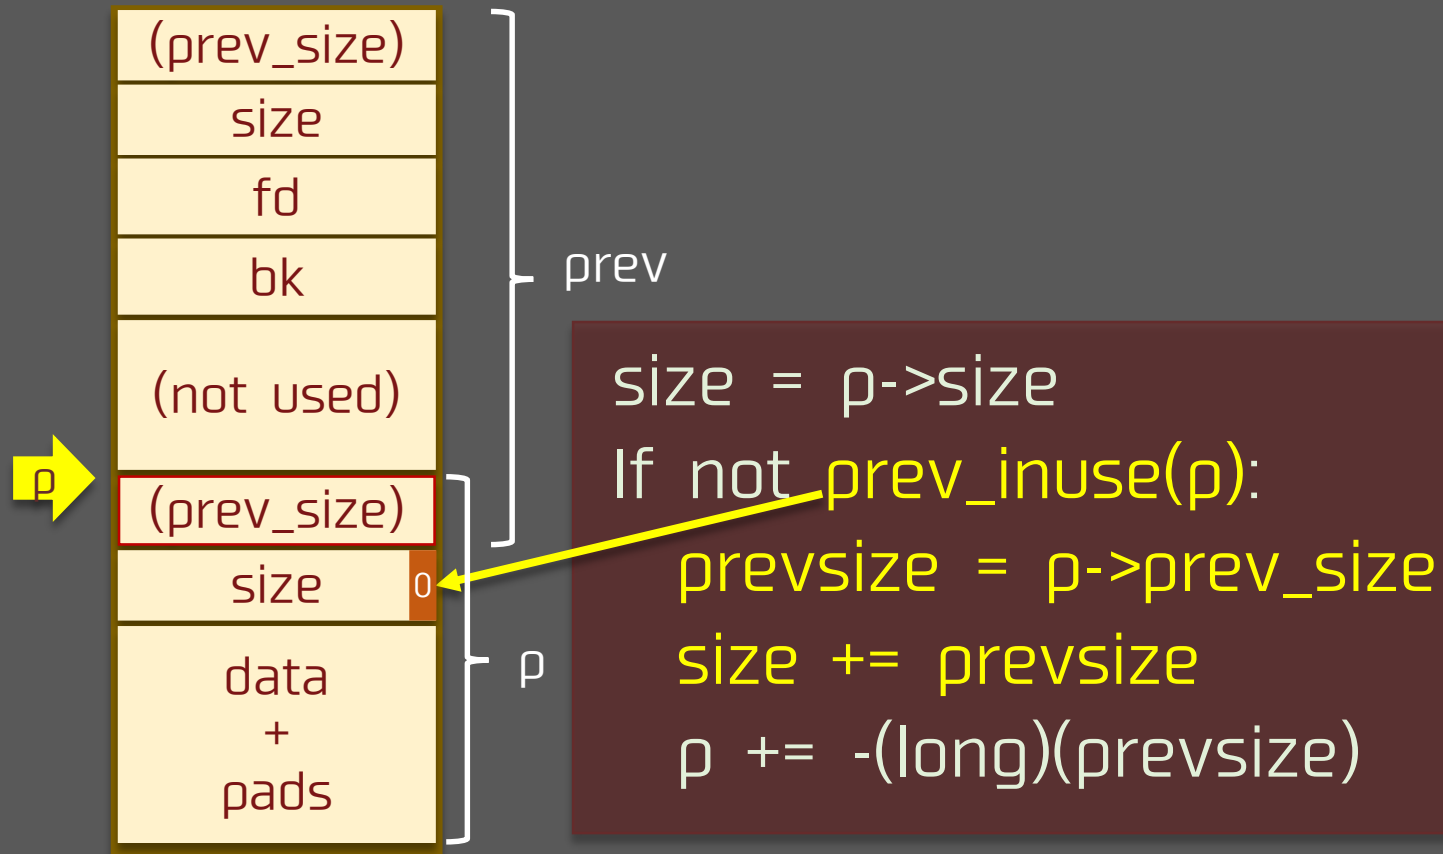 (prev_size)
size
fd
bk
(not used)
(prev_size)
size
0
data
+
pads
p
prev
p
size = p->size
If not prev_inuse(p):
prevsize = p->prev_size
size += prevsize
p += -(long)(prevsize)